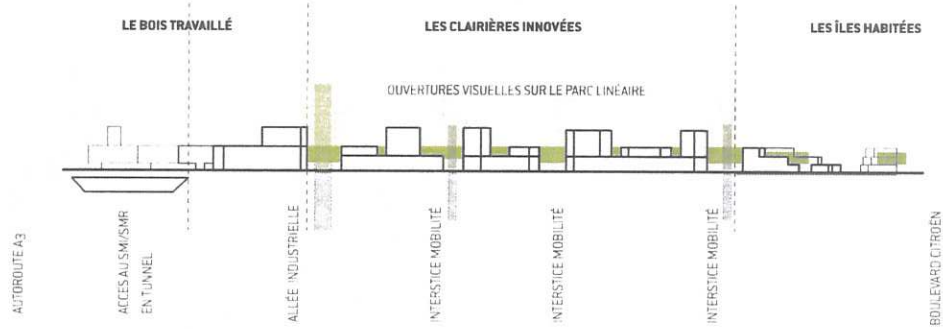 LE BOIS TRAVAILLÉ
LES CLAIRIÈRES INNOVÉES
LES ÎLES HABITÉES
OUVERTURES VISUELLES SUR LE PARC LINÉAIRE
AUTOROUTE A3
ACCES AU SMI/SMR
EN TUNNEL
ALLÉE INDUSTRIELLE
INTERSTICE MOBILITÉ
INTERSTICE MOBILITÉ
INTERSTICE MOBILITÉ
BOULEVARD CITROËN